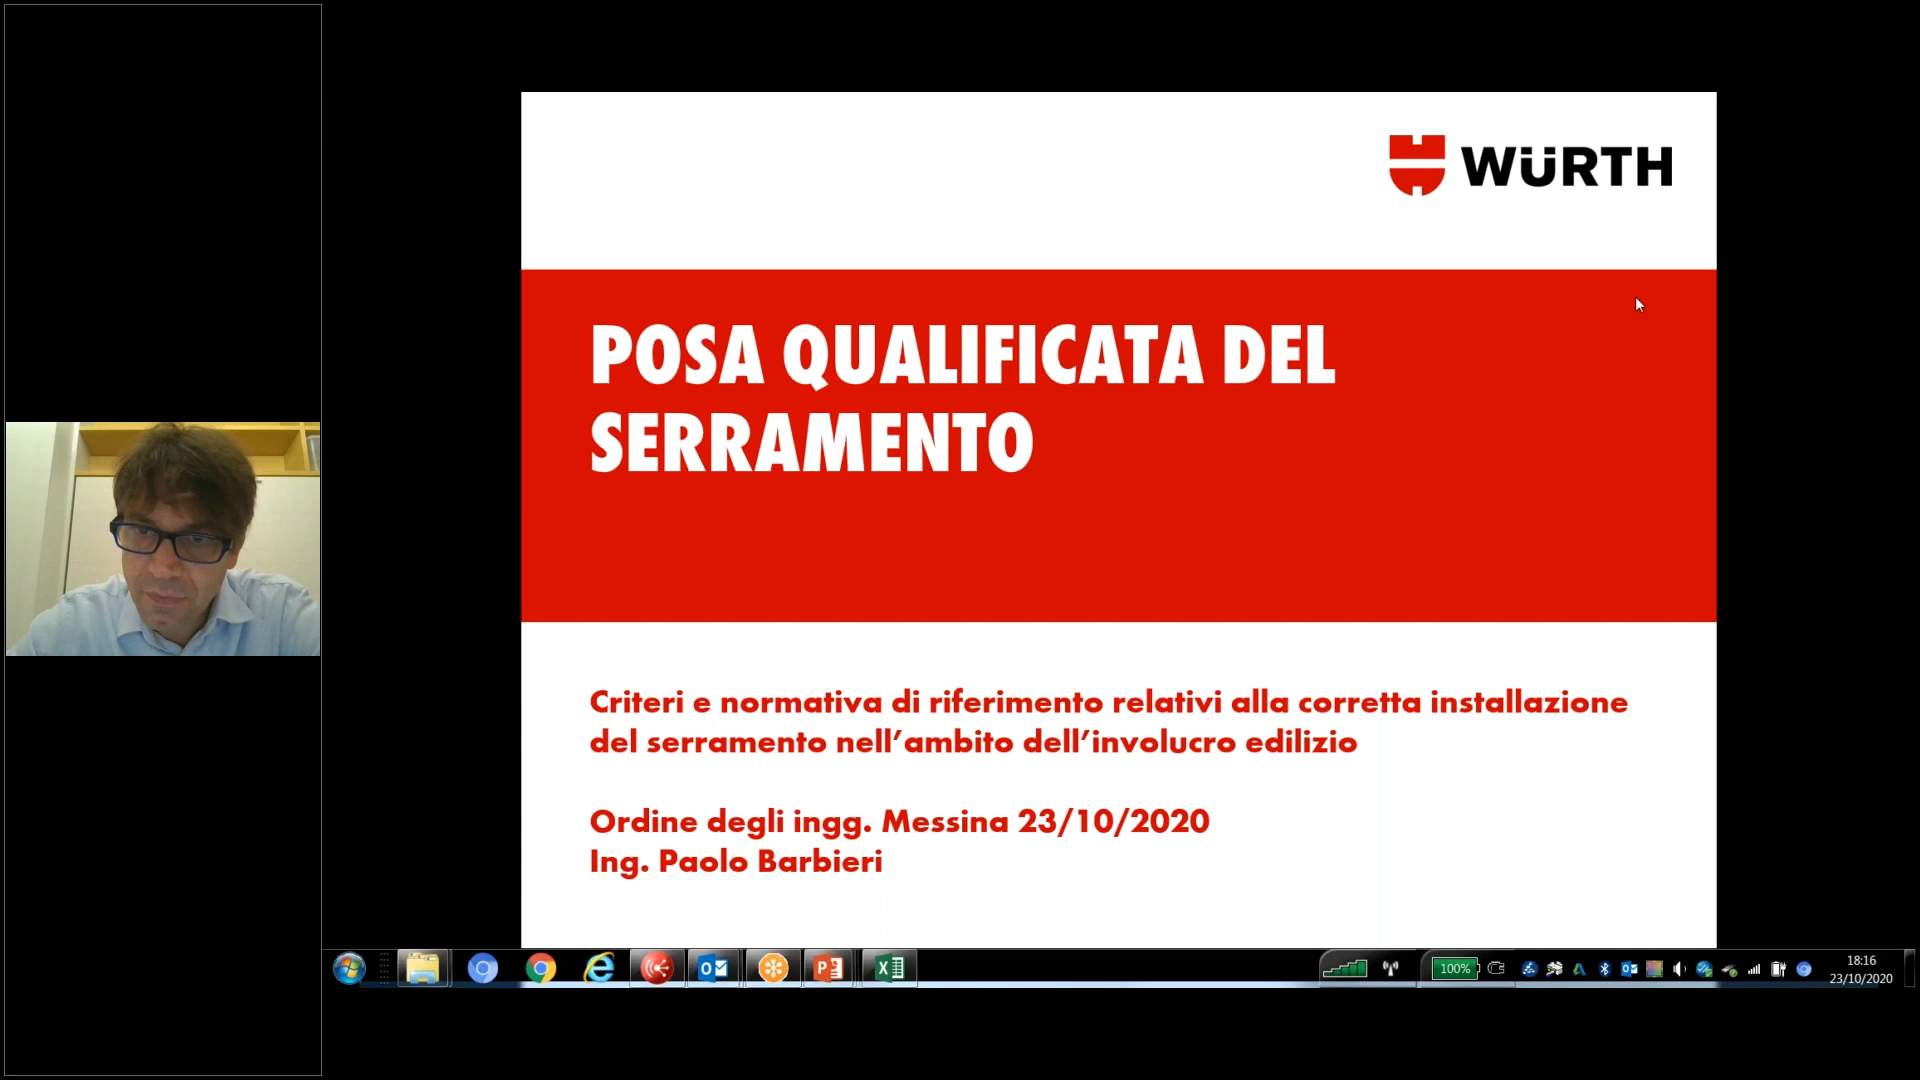 WÜRTH
POSA QUALIFICATA DEL
SERRAMENTO
Criteri e normativa di riferimento relativi alla corretta installazione
del serramento nell’ambito dell’involucro edilizio
Ordine degli ingg. Messina 23/10/2020
Ing. Paolo Barbieri
100%
18:16
23/10/2020